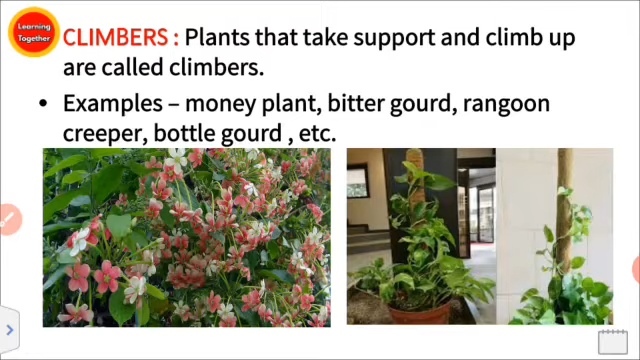 Learning
Together
CLIMBERS : Plants that take support and climb up
are called climbers.
• Examples – money plant, bitter gourd, rangoon
creeper, bottle gourd , etc.